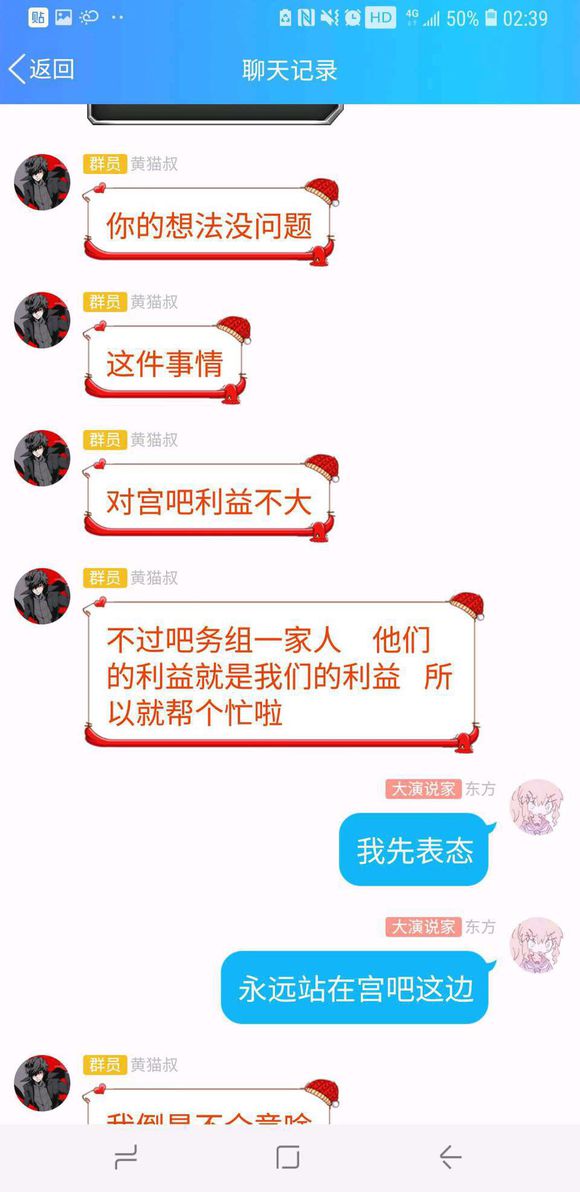 贴 HD 4G 50% 02:39
返回 聊天记录
群员 黄猫叔
你的想法没问题
群员 黄猫叔
这件事情
群员 黄猫叔
对宫吧利益不大
群员 黄猫叔
不过吧务组一家人 他们
的利益就是我们的利益 所
以就帮个忙啦
大演说家 东方
我先表态
大演说家 东方
永远站在宫吧这边
群员 黄猫叔